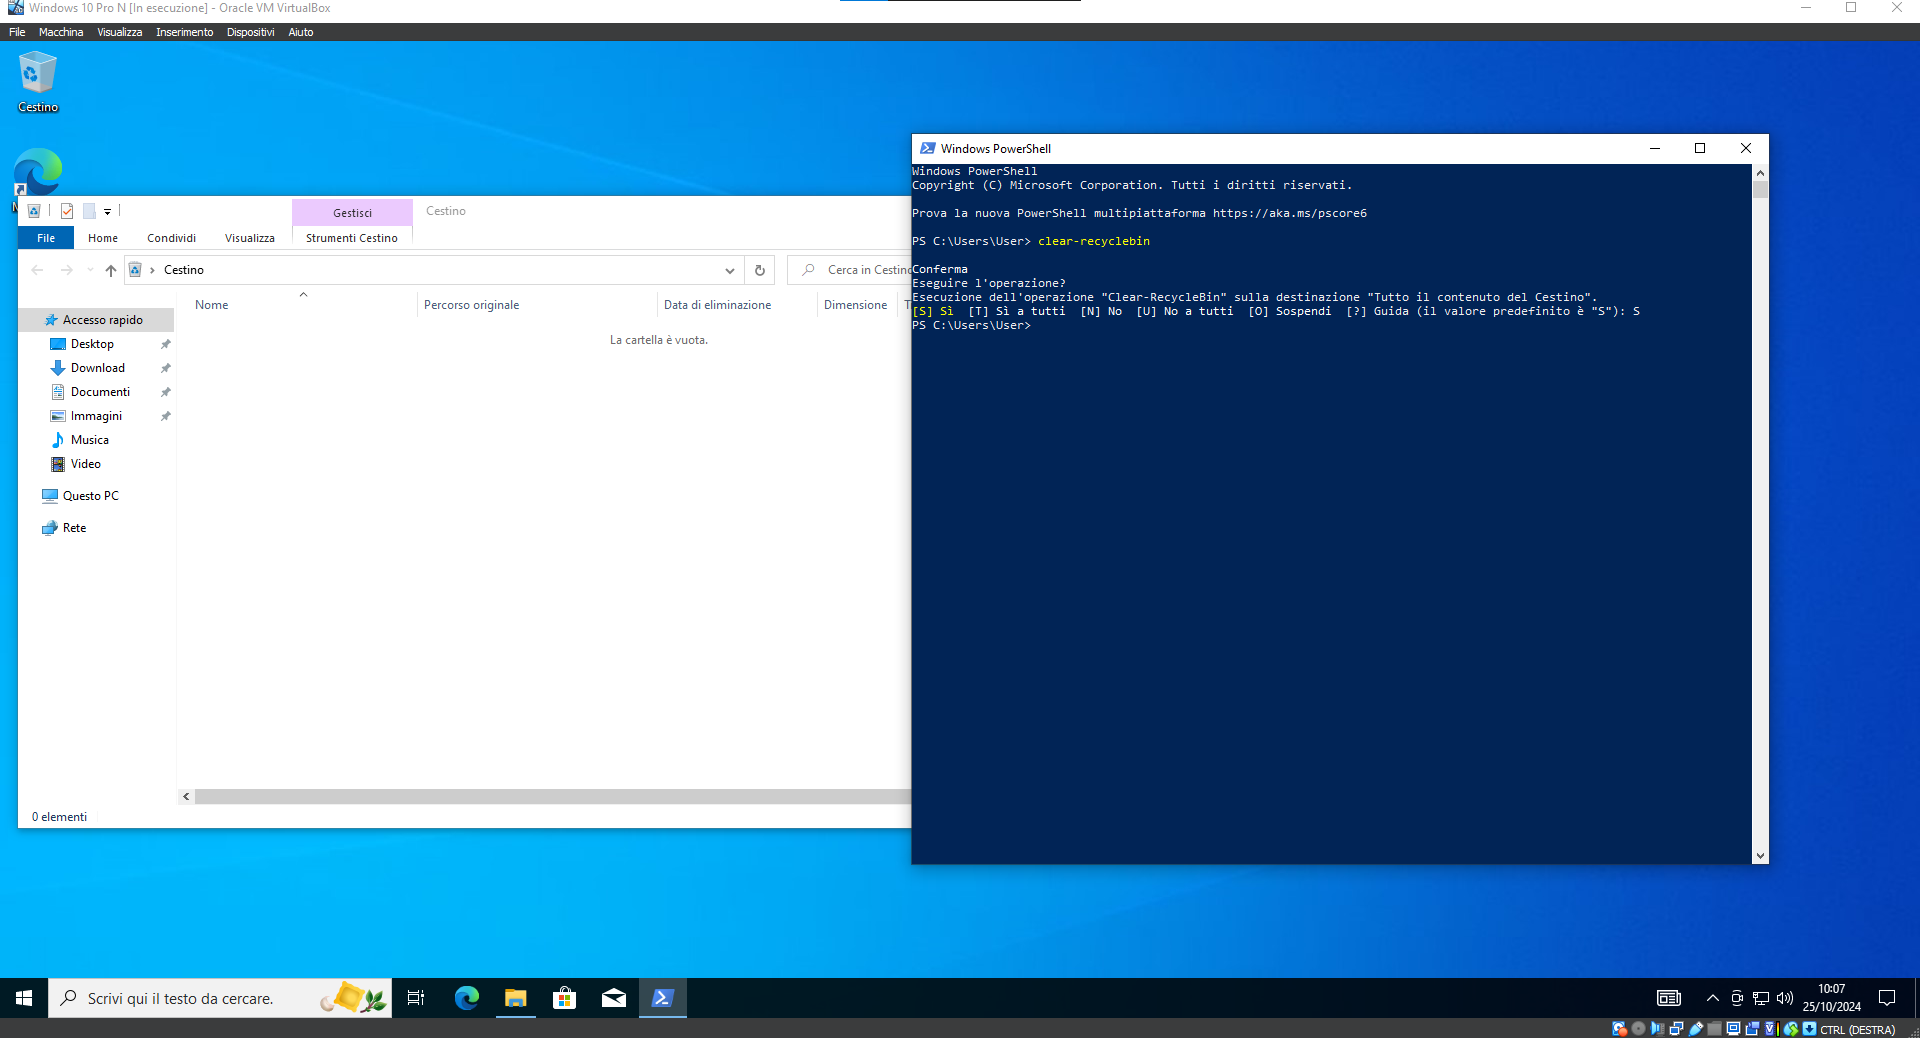 Windows 10 Pro N [In esecuzione] - Oracle VM VirtualBox
File Macchina Visualizza Inserimento Dispositivi Aiuto
Cestino
Gestisci Cestino
File Home Condividi Visualizza Strumenti Cestino
Cestino
Cerca in Cestino
Nome Percorso originale Data di eliminazione Dimensione T
La cartella è vuota.
Accesso rapido
Desktop
Download
Documenti
Immagini
Musica
Video
Questo PC
Rete
0 elementi
Windows PowerShell
Windows PowerShell
Copyright (C) Microsoft Corporation. Tutti i diritti riservati.
Prova la nuova PowerShell multipiattaforma https://aka.ms/pscore6
PS C:\Users\User> clear-recyclebin
Conferma
Eseguire l'operazione?
Esecuzione dell'operazione "Clear-RecycleBin" sulla destinazione "Tutto il contenuto del Cestino".
[S] Sì [T] Sì a tutti [N] No [U] No a tutti [O] Sospendi [?] Guida (il valore predefinito è "S"): S
PS C:\Users\User>
Scrivi qui il testo da cercare.
10:07
25/10/2024
CTRL (DESTRA)